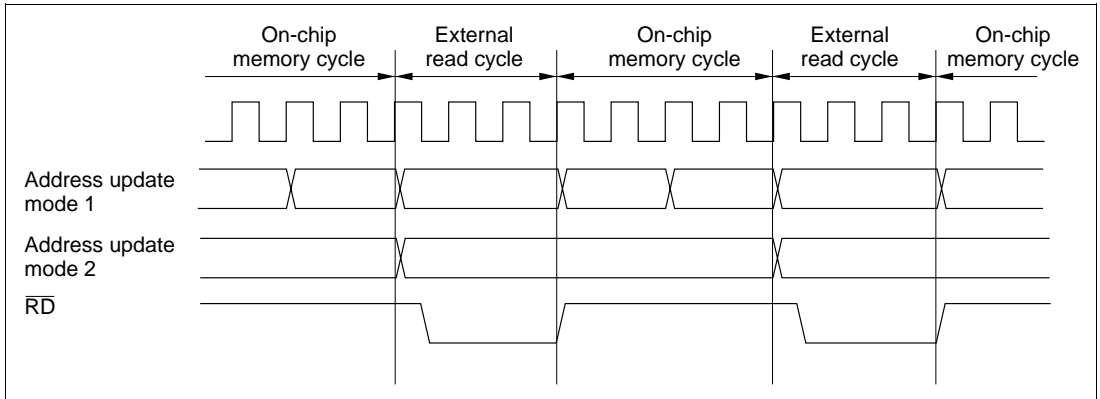 On-chip
memory cycle
External
read cycle
On-chip
memory cycle
External
read cycle
On-chip
memory cycle
Address update
mode 1
Address update
mode 2
R̅D̅